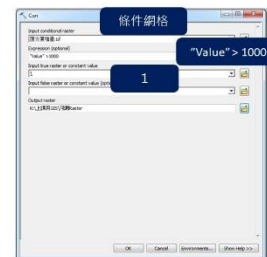 Con
條件網格
Input conditional raster
Expression (optional)
"Value" >1000
"Value" > 1000
Input true raster or constant value
1
1
Input false raster or constant value (opti
Output raster
OK
Cancel
Environments...
Show Help >>